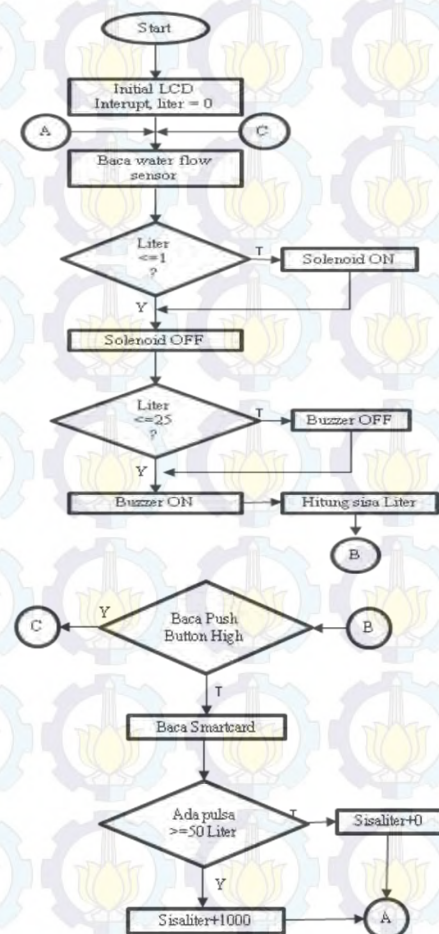 Start
Initial LCD
Interupt, liter = 0
A
C
Baca water flow
sensor
Liter
<=1
?
T
Solenoid ON
Y
Solenoid OFF
Liter
<=25
?
T
Buzzer OFF
Y
Buzzer ON
Hitung sisa Liter
B
C
Y
Baca Push
Button High
B
T
Baca Smartcard
Ada pulsa
>=50 Liter
T
Sisaliter+0
Y
Sisaliter+1000
A